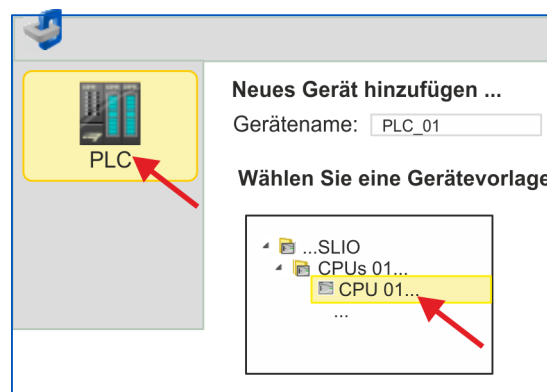 PLC
Neues Gerät hinzufügen ...
Gerätename: PLC_01
Wählen Sie eine Gerätevorlage
...SLIO
CPUs 01...
CPU 01...
...